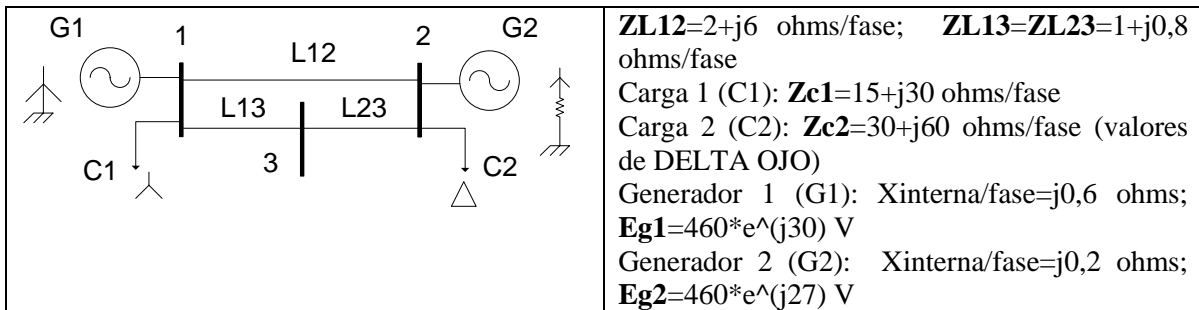 G1
1
2
G2
L12
L13
L23
3
C1
C2
ZL12=2+j6 ohms/fase; ZL13=ZL23=1+j0,8
ohms/fase
Carga 1 (C1): Zc1=15+j30 ohms/fase
Carga 2 (C2): Zc2=30+j60 ohms/fase (valores
de DELTA OJO)
Generador 1 (G1): Xinterna/fase=j0,6 ohms;
Eg1=460*e^(j30) V
Generador 2 (G2): Xinterna/fase=j0,2 ohms;
Eg2=460*e^(j27) V